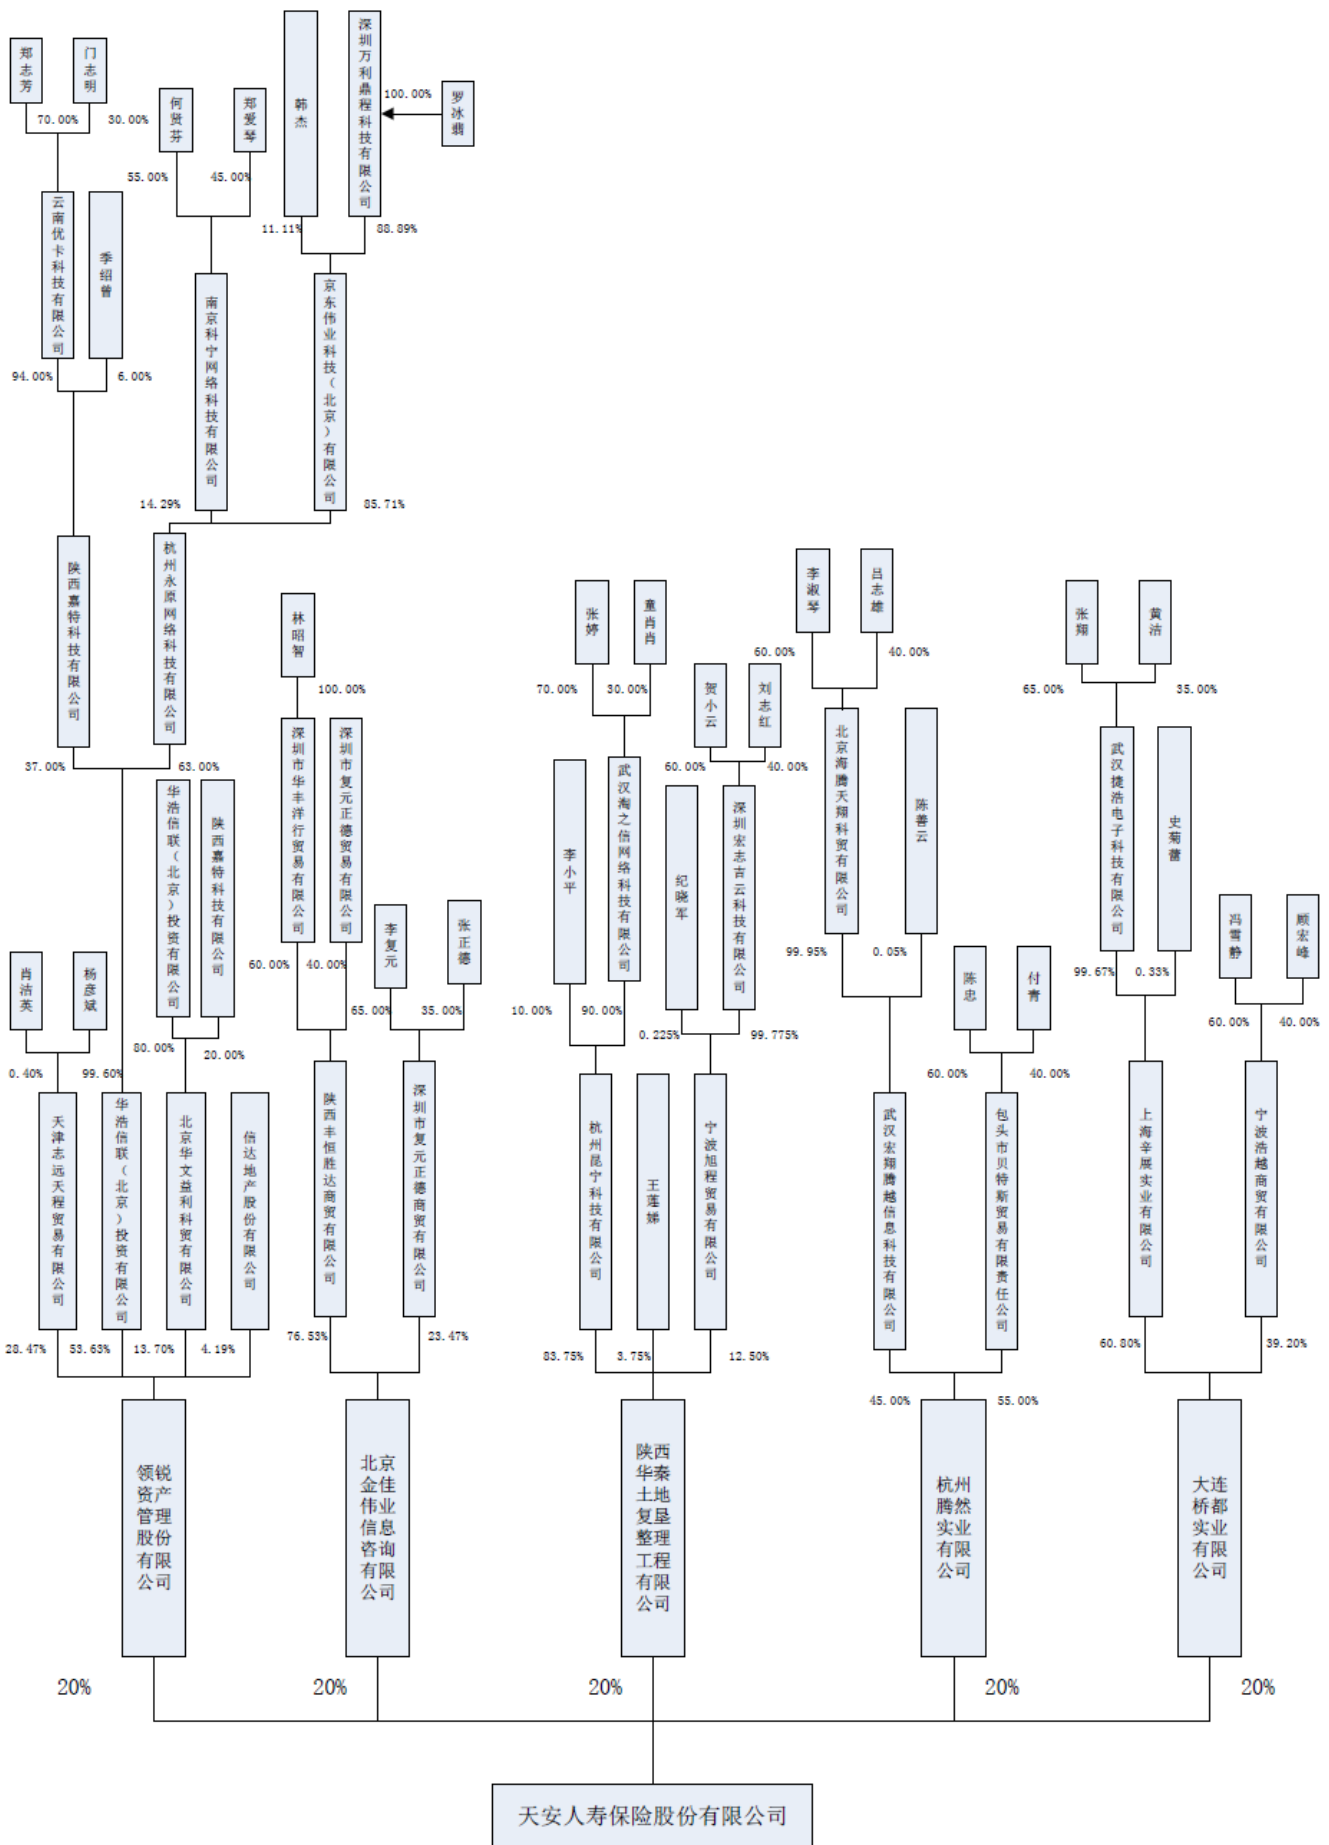 郑志芳
门志明
70.00%
30.00%
何贤芬
郑爱琴
55.00%
45.00%
韩杰
深圳万利鼎程科技有限公司
100.00%
罗冰翡
11.11%
88.89%
云南优卡科技有限公司
季绍曾
94.00%
6.00%
南京科宁网络科技有限公司
京东伟业科技（北京）有限公司
14.29%
85.71%
陕西嘉特科技有限公司
杭州永原网络科技有限公司
37.00%
63.00%
林昭智
100.00%
深圳市华丰洋行贸易有限公司
深圳市复元正德贸易有限公司
60.00%
40.00%
华浩信联（北京）投资有限公司
陕西嘉特科技有限公司
80.00%
20.00%
李复元
张正德
65.00%
35.00%
肖洁英
杨彦斌
0.40%
99.60%
天津志远天程贸易有限公司
华浩信联（北京）投资有限公司
北京华文益利科贸有限公司
信达地产股份有限公司
28.47%
53.63%
13.70%
4.19%
陕西丰恒胜达商贸有限公司
深圳市复元正德商贸有限公司
76.53%
23.47%
张婷
童肖肖
70.00%
30.00%
贺小云
刘志红
60.00%
40.00%
李小平
武汉淘之信网络科技有限公司
10.00%
90.00%
纪晓军
深圳宏志吉云科技有限公司
0.225%
99.775%
杭州昆宁科技有限公司
王莲娣
宁波旭程贸易有限公司
83.75%
3.75%
12.50%
李淑琴
吕志雄
60.00%
40.00%
北京海腾天翔科贸有限公司
陈善云
99.95%
0.05%
陈忠
付青
60.00%
40.00%
武汉宏翔腾越信息科技有限公司
包头市贝特斯贸易有限责任公司
45.00%
55.00%
张翔
黄洁
65.00%
35.00%
武汉捷浩电子科技有限公司
史菊蕾
99.67%
0.33%
冯雪静
顾宏峰
60.00%
40.00%
上海辛展实业有限公司
宁波浩越商贸有限公司
60.80%
39.20%
领锐
资产
管理
股份
有限
公司
北京
金佳
伟业
信息
咨询
有限
公司
陕西
华秦
土地
复垦
整理
工程
有限
公司
杭州
腾然
实业
有限
公司
大连
桥都
实业
有限
公司
20%
20%
20%
20%
20%
天安人寿保险股份有限公司